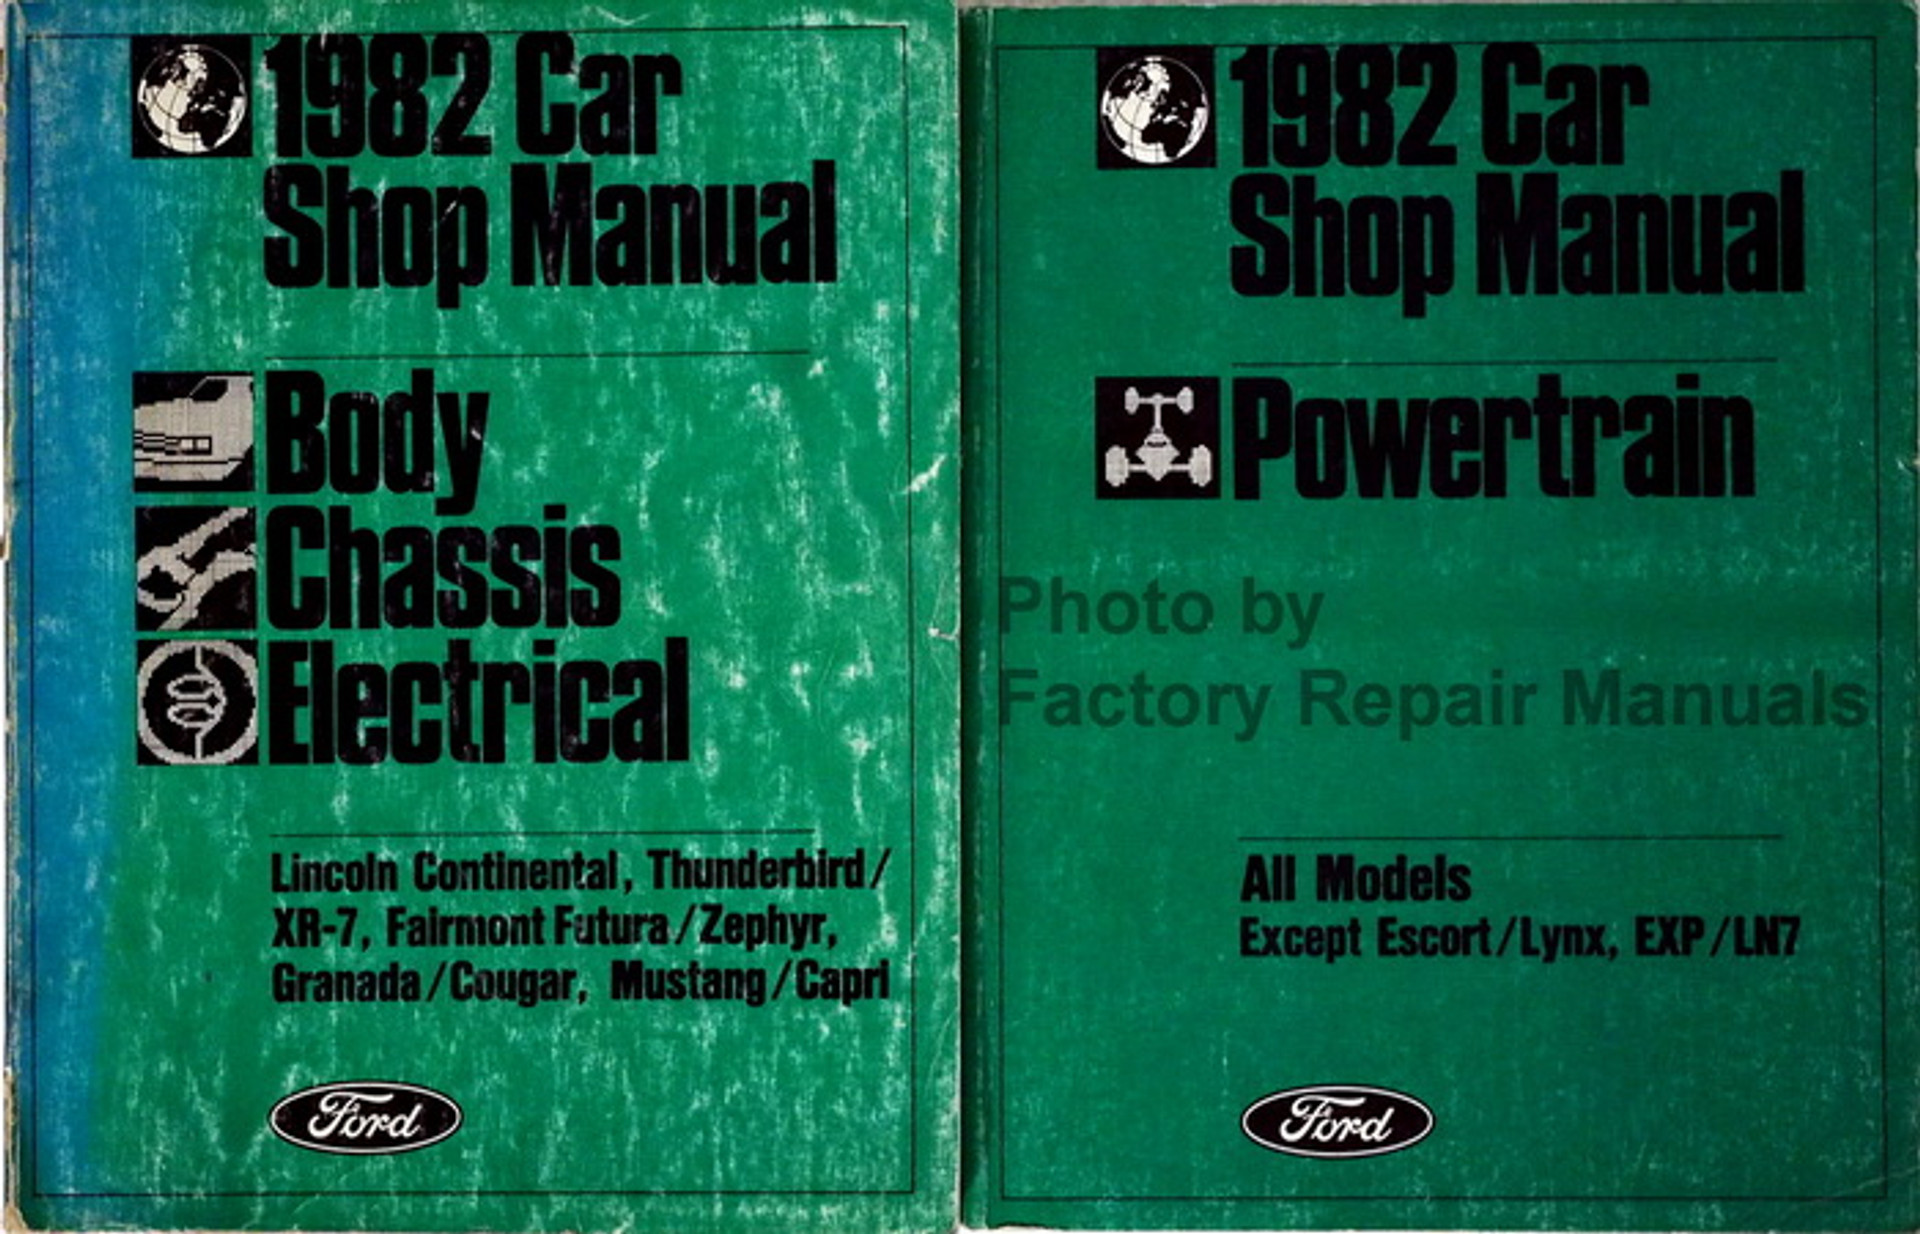 1982 Car
Shop Manual
Body
Chassis
Electrical
Lincoln Continental, Thunderbird/
XR-7, Fairmont Futura/Zephyr,
Granada/Cougar, Mustang/Capri
Ford
1982 Car
Shop Manual
Powertrain
Photo by
Factory Repair Manuals
All Models
Except Escort/Lynx, EXP/LN7
Ford